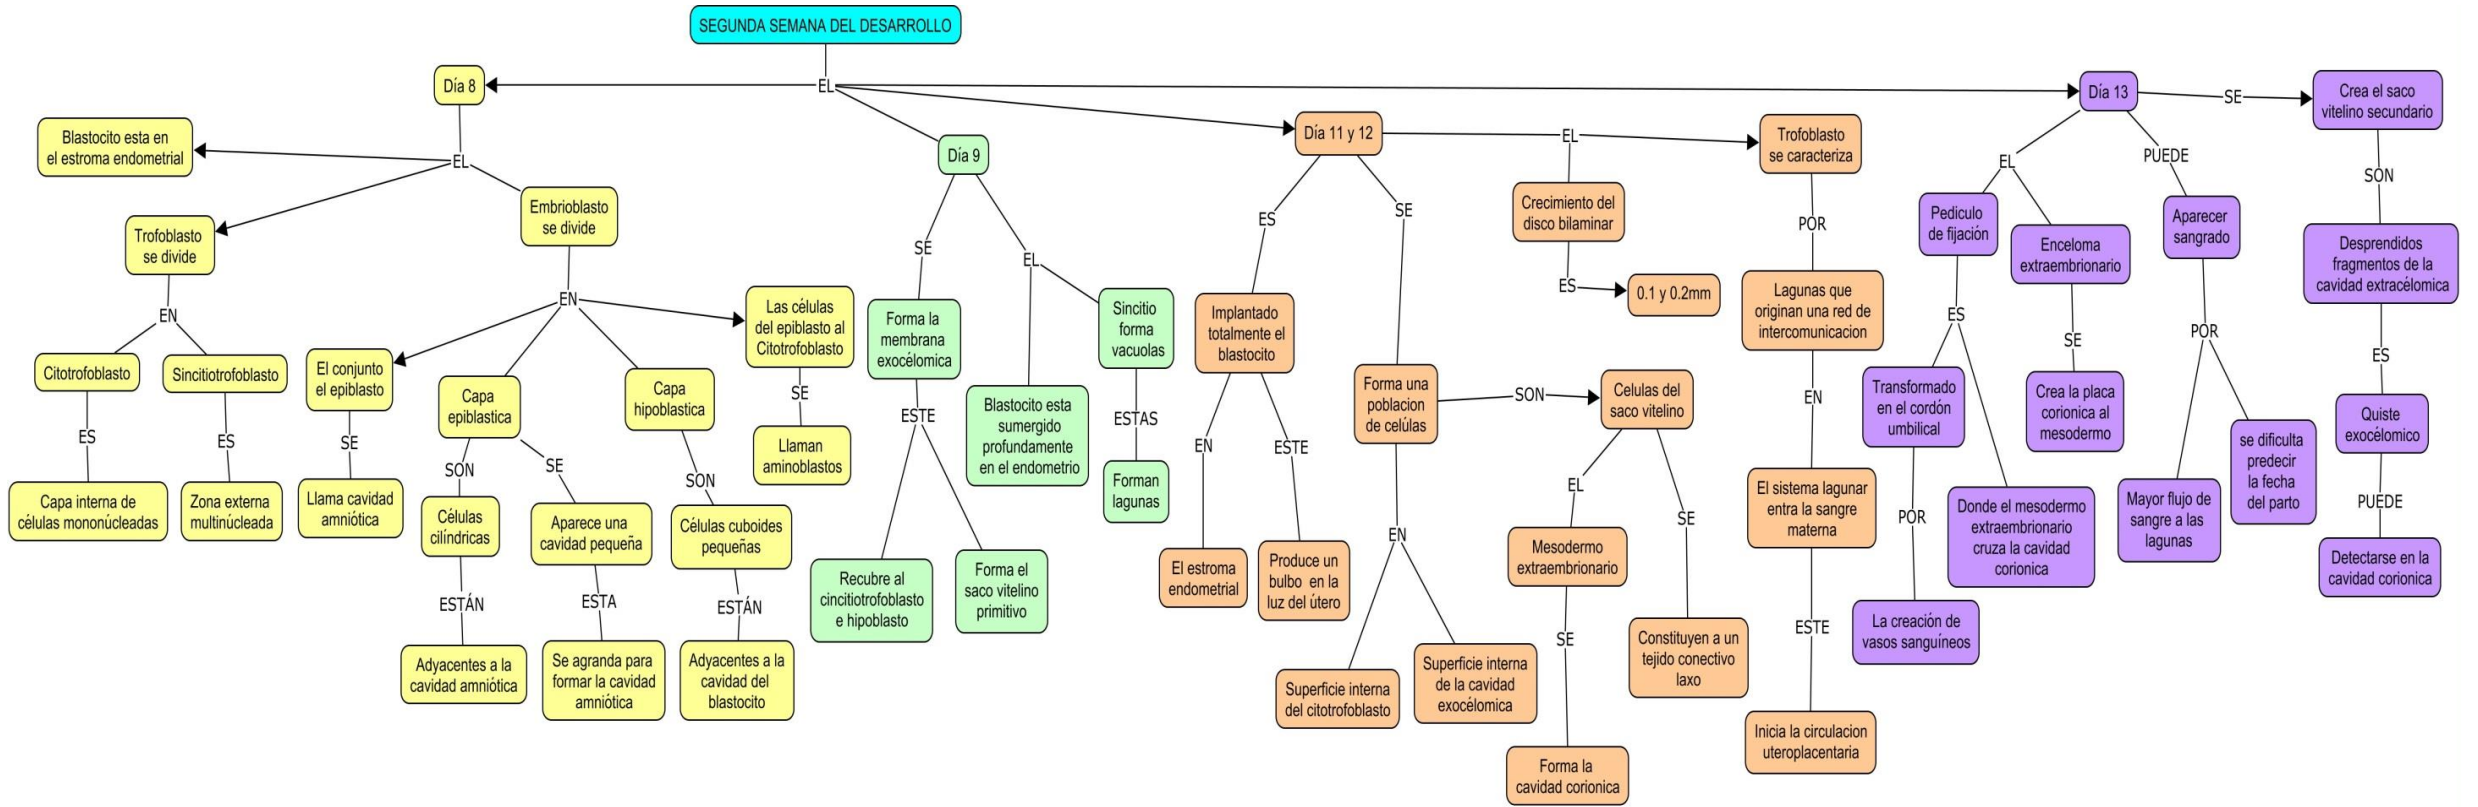 SEGUNDA SEMANA DEL DESARROLLO
EL
Día 8
EL
Blastocito esta en
el estroma endometrial
Trofoblasto
se divide
EN
Citotrofoblasto
ES
Capa interna de
células mononúcleadas
Sincitiotrofoblasto
ES
Zona externa
multinúcleada
Embrioblasto
se divide
EN
El conjunto
el epiblasto
SE
Llama cavidad
amniótica
Capa
epiblastica
SON
Células
cilíndricas
ESTÁN
Adyacentes a la
cavidad amniótica
SE
Aparece una
cavidad pequeña
ESTA
Se agranda para
formar la cavidad
amniótica
Capa
hipoblastica
SON
Células cuboides
pequeñas
ESTÁN
Adyacentes a la
cavidad del
blastocito
Las células
del epiblasto al
Citotrofoblasto
SE
Llaman
aminoblastos
Día 9
SE
Forma la
membrana
exocélomica
ESTE
Recubre al
cincitiotrofoblasto
e hipoblasto
Forma el
saco vitelino
primitivo
EL
Blastocito esta
sumergido
profundamente
en el endometrio
Sincitio
forma
vacuolas
ESTAS
Forman
lagunas
Día 11 y 12
ES
Implantado
totalmente el
blastocito
EN
El estroma
endometrial
ESTE
Produce un
bulbo en la
luz del útero
SE
Forma una
poblacion
de celúlas
EN
Superficie interna
del citotrofoblasto
Superficie interna
de la cavidad
exocélomica
SON
Celulas del
saco vitelino
EL
Mesodermo
extraembrionario
SE
Forma la
cavidad corionica
SE
Constituyen a un
tejido conectivo
laxo
EL
Crecimiento del
disco bilaminar
ES
0.1 y 0.2mm
Trofoblasto
se caracteriza
POR
Lagunas que
originan una red de
intercomunicacion
EN
El sistema lagunar
entra la sangre
materna
ESTE
Inicia la circulacion
uteroplacentaria
Día 13
EL
Pediculo
de fijación
ES
Transformado
en el cordón
umbilical
POR
La creación de
vasos sanguíneos
Donde el mesodermo
extraembrionario
cruza la cavidad
corionica
Enceloma
extraembrionario
SE
Crea la placa
corionica al
mesodermo
PUEDE
Aparecer
sangrado
POR
Mayor flujo de
sangre a las
lagunas
se dificulta
predecir
la fecha
del parto
SE
Crea el saco
vitelino secundario
SON
Desprendidos
fragmentos de la
cavidad extracélomica
ES
Quiste
exocélomico
PUEDE
Detectarse en la
cavidad corionica